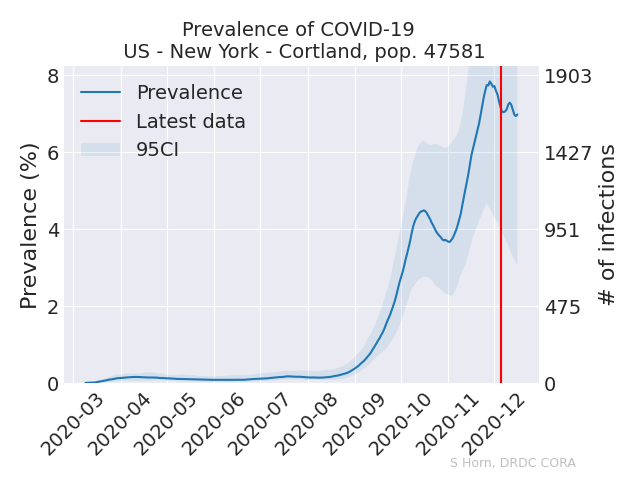 Prevalence of COVID-19
US - New York - Cortland, pop. 47581
Prevalence
Latest data
95CI
Prevalence (%)
8
6
4
2
0
1903
1427
951
475
0
# of infections
2020-03
2020-04
2020-05
2020-06
2020-07
2020-08
2020-09
2020-10
2020-11
2020-12
S Horn, DRDC CORA